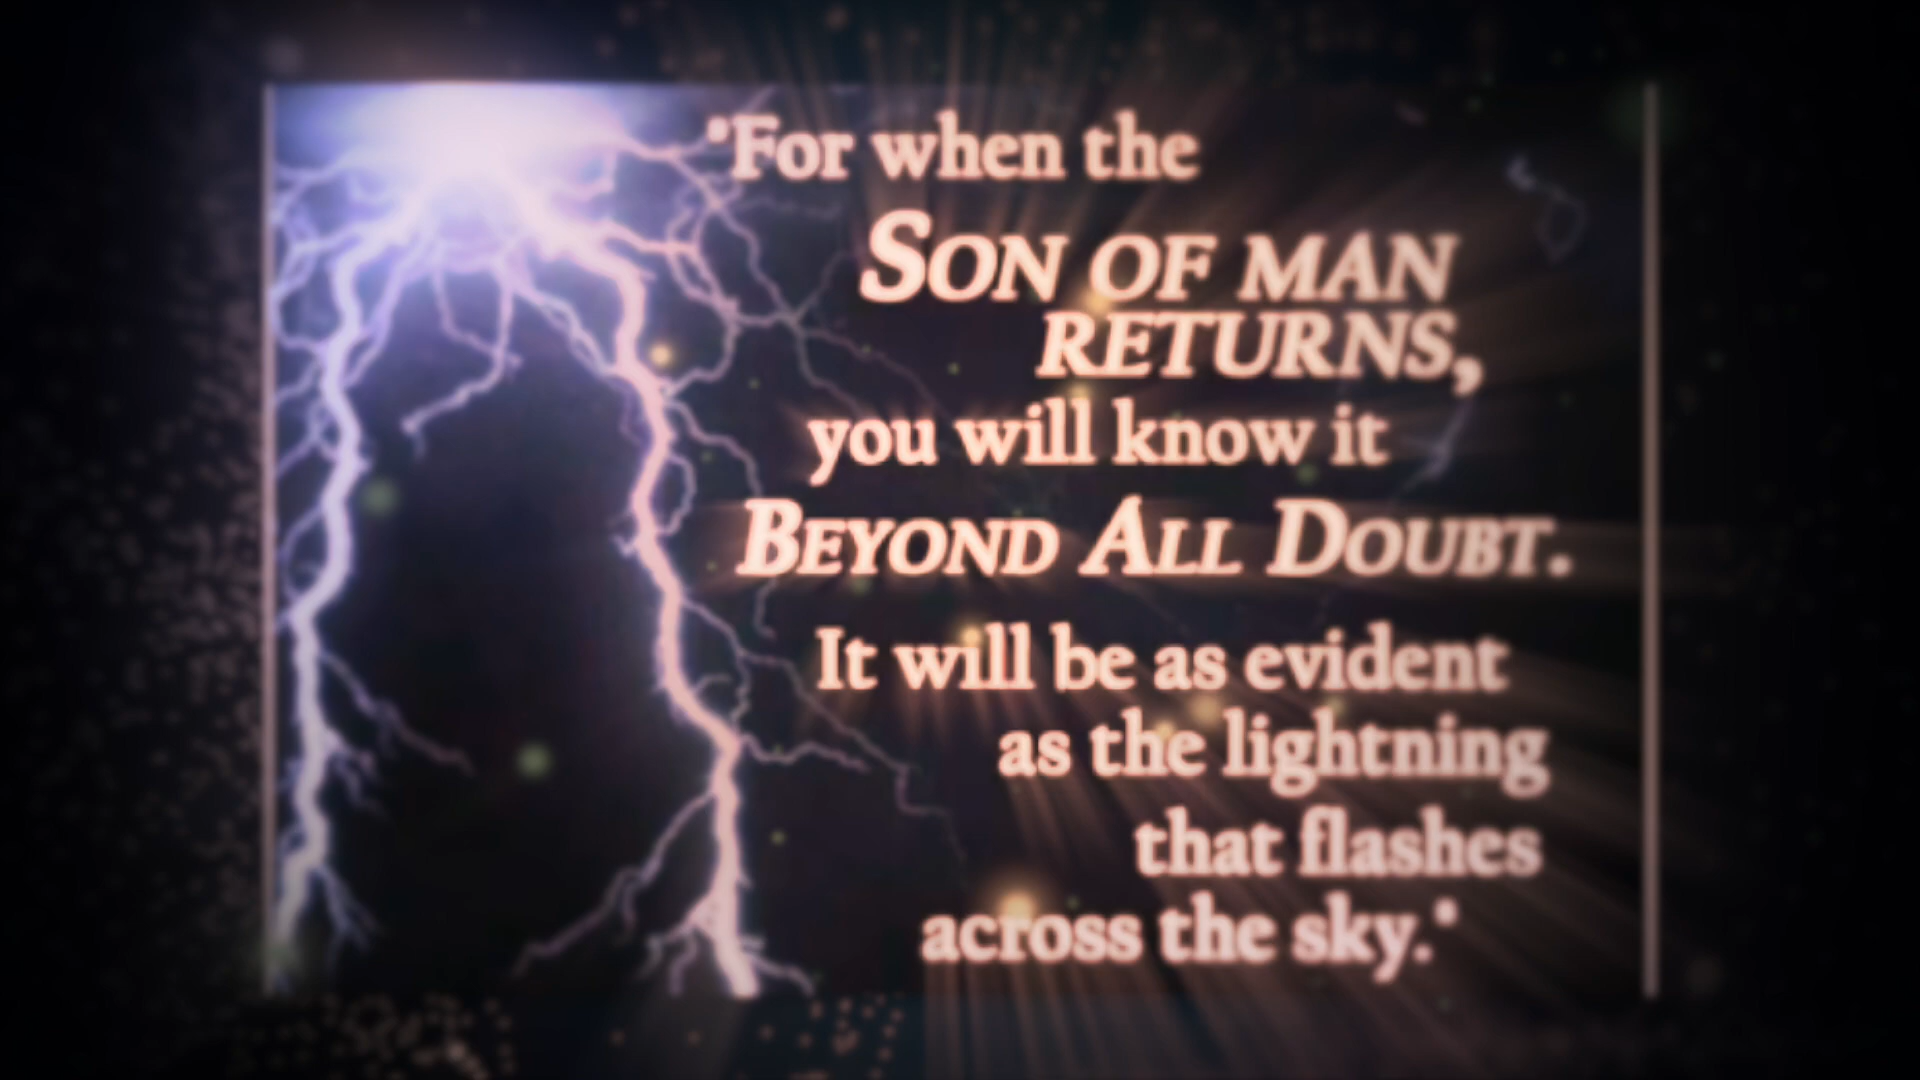 "For when the
SON OF MAN
RETURNS,
you will know it
BEYOND ALL DOUBT.
It will be as evident
as the lightning
that flashes
across the sky."